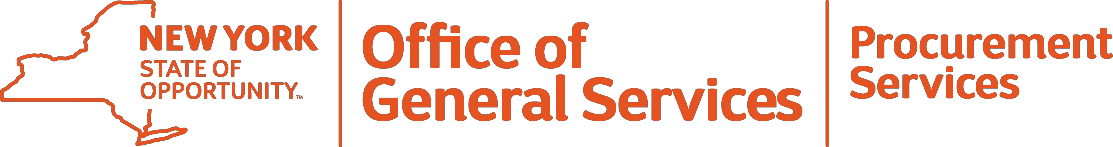 NEW YORK
STATE OF
OPPORTUNITY™
Office of
General Services
Procurement
Services